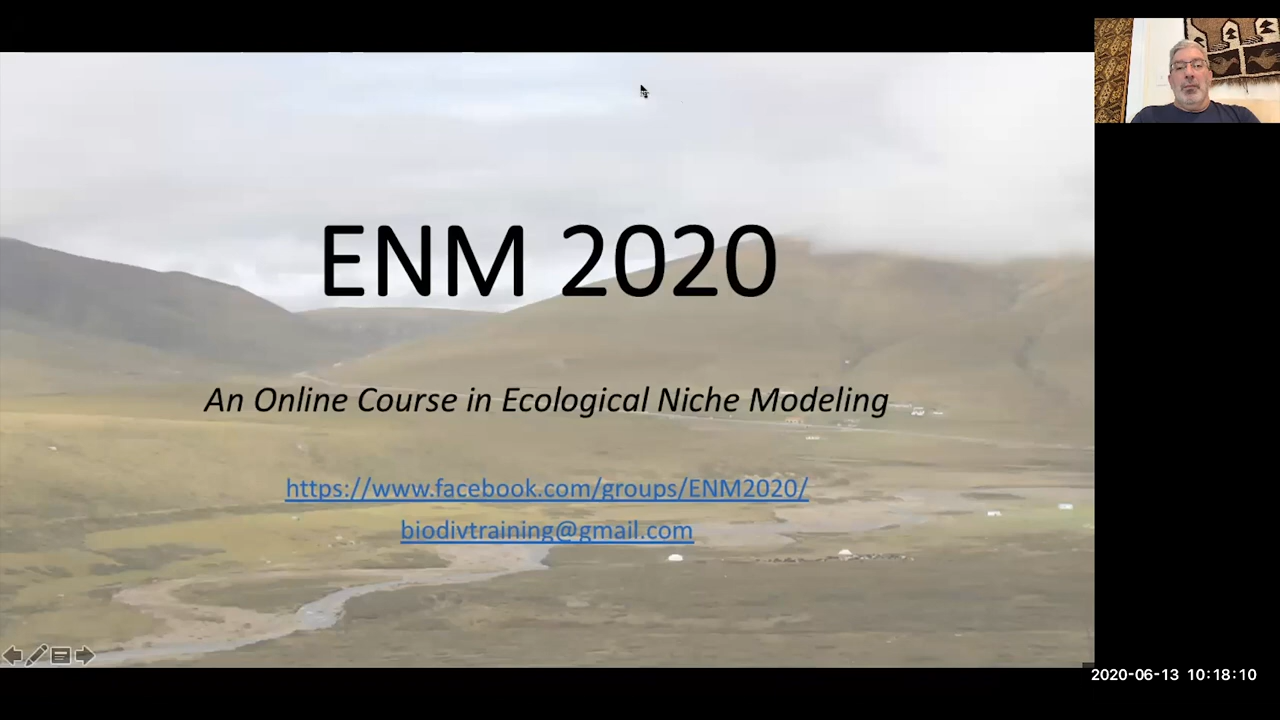 ENM 2020
An Online Course in Ecological Niche Modeling
https://www.facebook.com/groups/ENM2020/
biodivtraining@gmail.com
2020-06-13 10:18:10